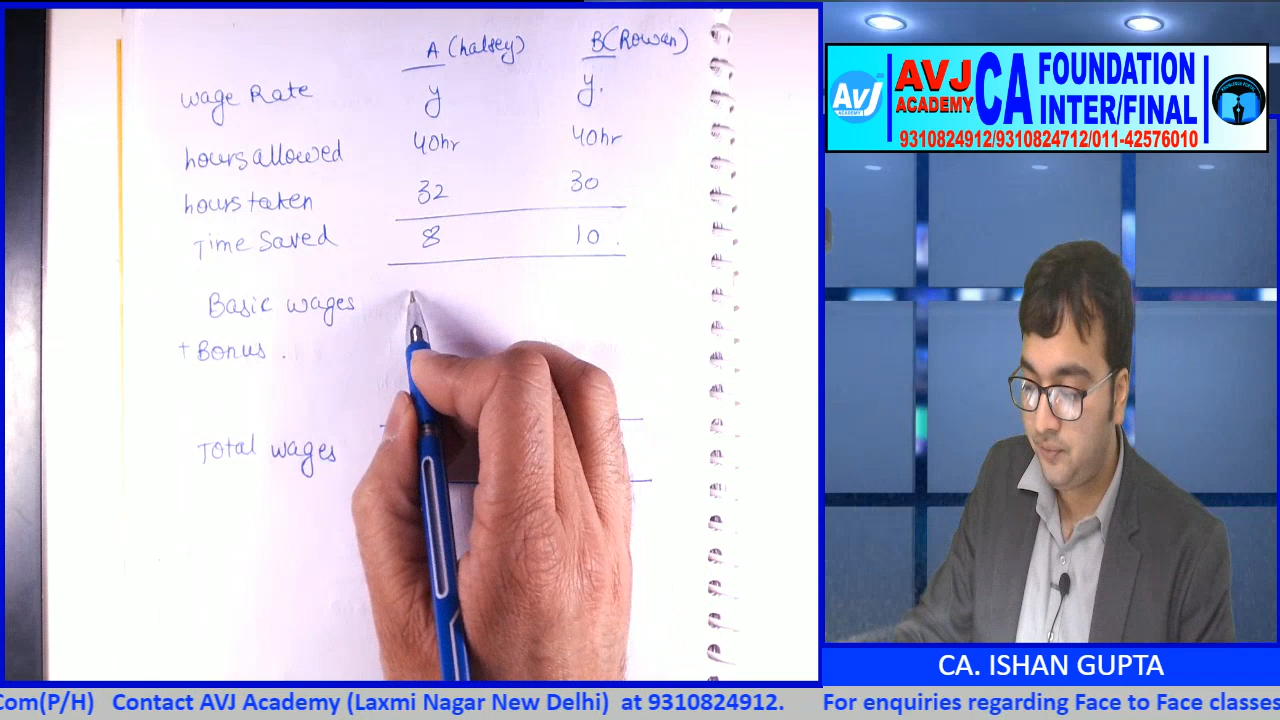 A (halsey) B (Rowan)
wage Rate y y.
hours allowed 40hr 40hr
hours taken 32 30
Time Saved 8 10.
Basic wages
+ Bonus.
Total wages
AVJ ACADEMY
CA FOUNDATION INTER/FINAL
9310824912/9310824712/011-42576010
AVJ
CA. ISHAN GUPTA
Com(P/H) Contact AVJ Academy (Laxmi Nagar New Delhi) at 9310824912. For enquiries regarding Face to Face classes